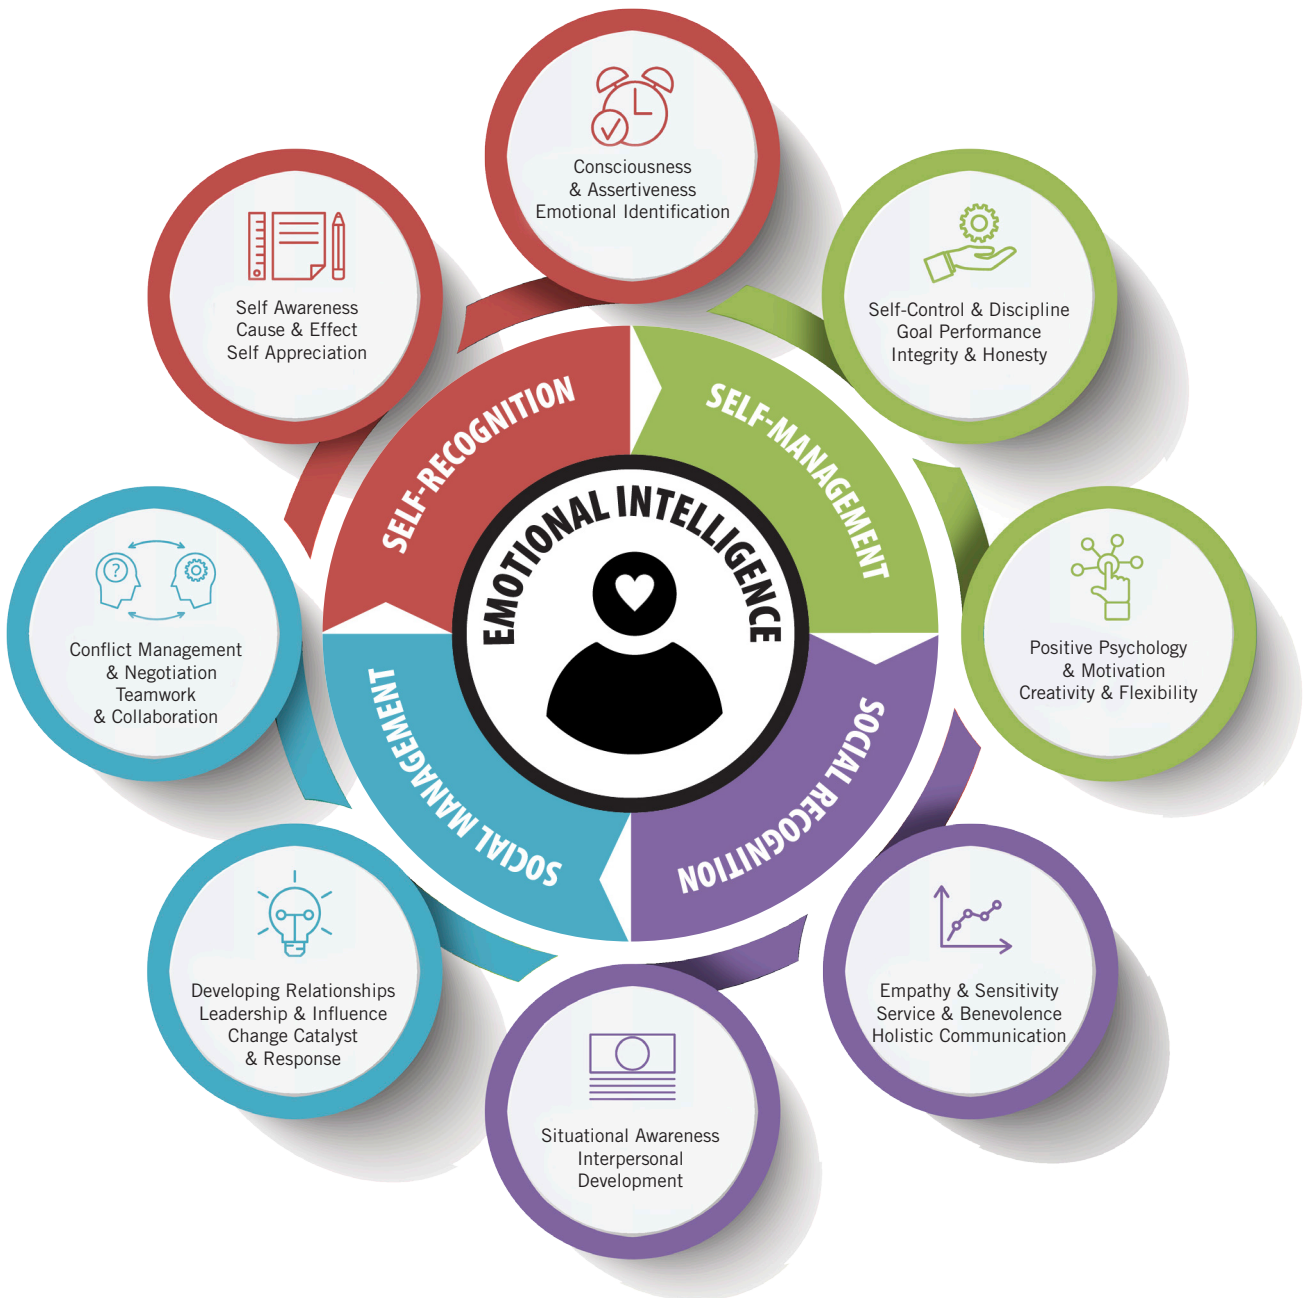 Consciousness
& Assertiveness
Emotional Identification
Self Awareness
Cause & Effect
Self Appreciation
Self-Control & Discipline
Goal Performance
Integrity & Honesty
SELF-RECOGNITION
SELF-MANAGEMENT
EMOTIONAL INTELLIGENCE
?
Conflict Management
& Negotiation
Teamwork
& Collaboration
Positive Psychology
& Motivation
Creativity & Flexibility
SOCIAL MANAGEMENT
SOCIAL RECOGNITION
Developing Relationships
Leadership & Influence
Change Catalyst
& Response
Empathy & Sensitivity
Service & Benevolence
Holistic Communication
Situational Awareness
Interpersonal
Development